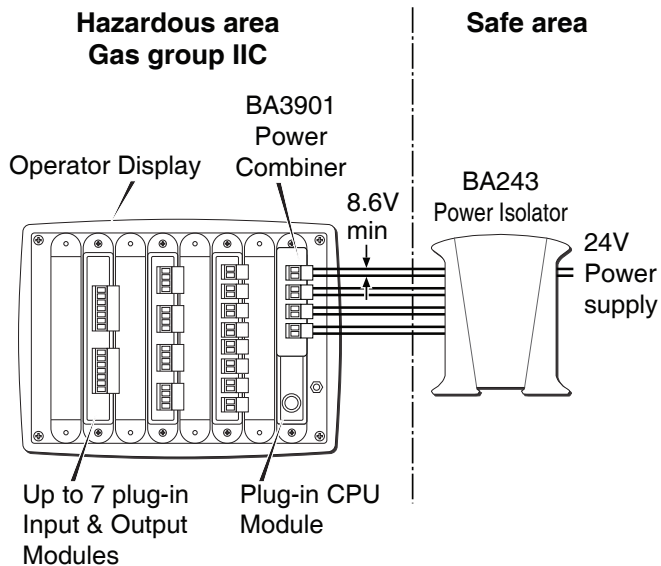 Hazardous area
Gas group IIC
Safe area
BA3901
Power
Combiner
Operator Display
8.6V
min
BA243
Power Isolator
24V
Power
supply
Up to 7 plug-in
Input & Output
Modules
Plug-in CPU
Module